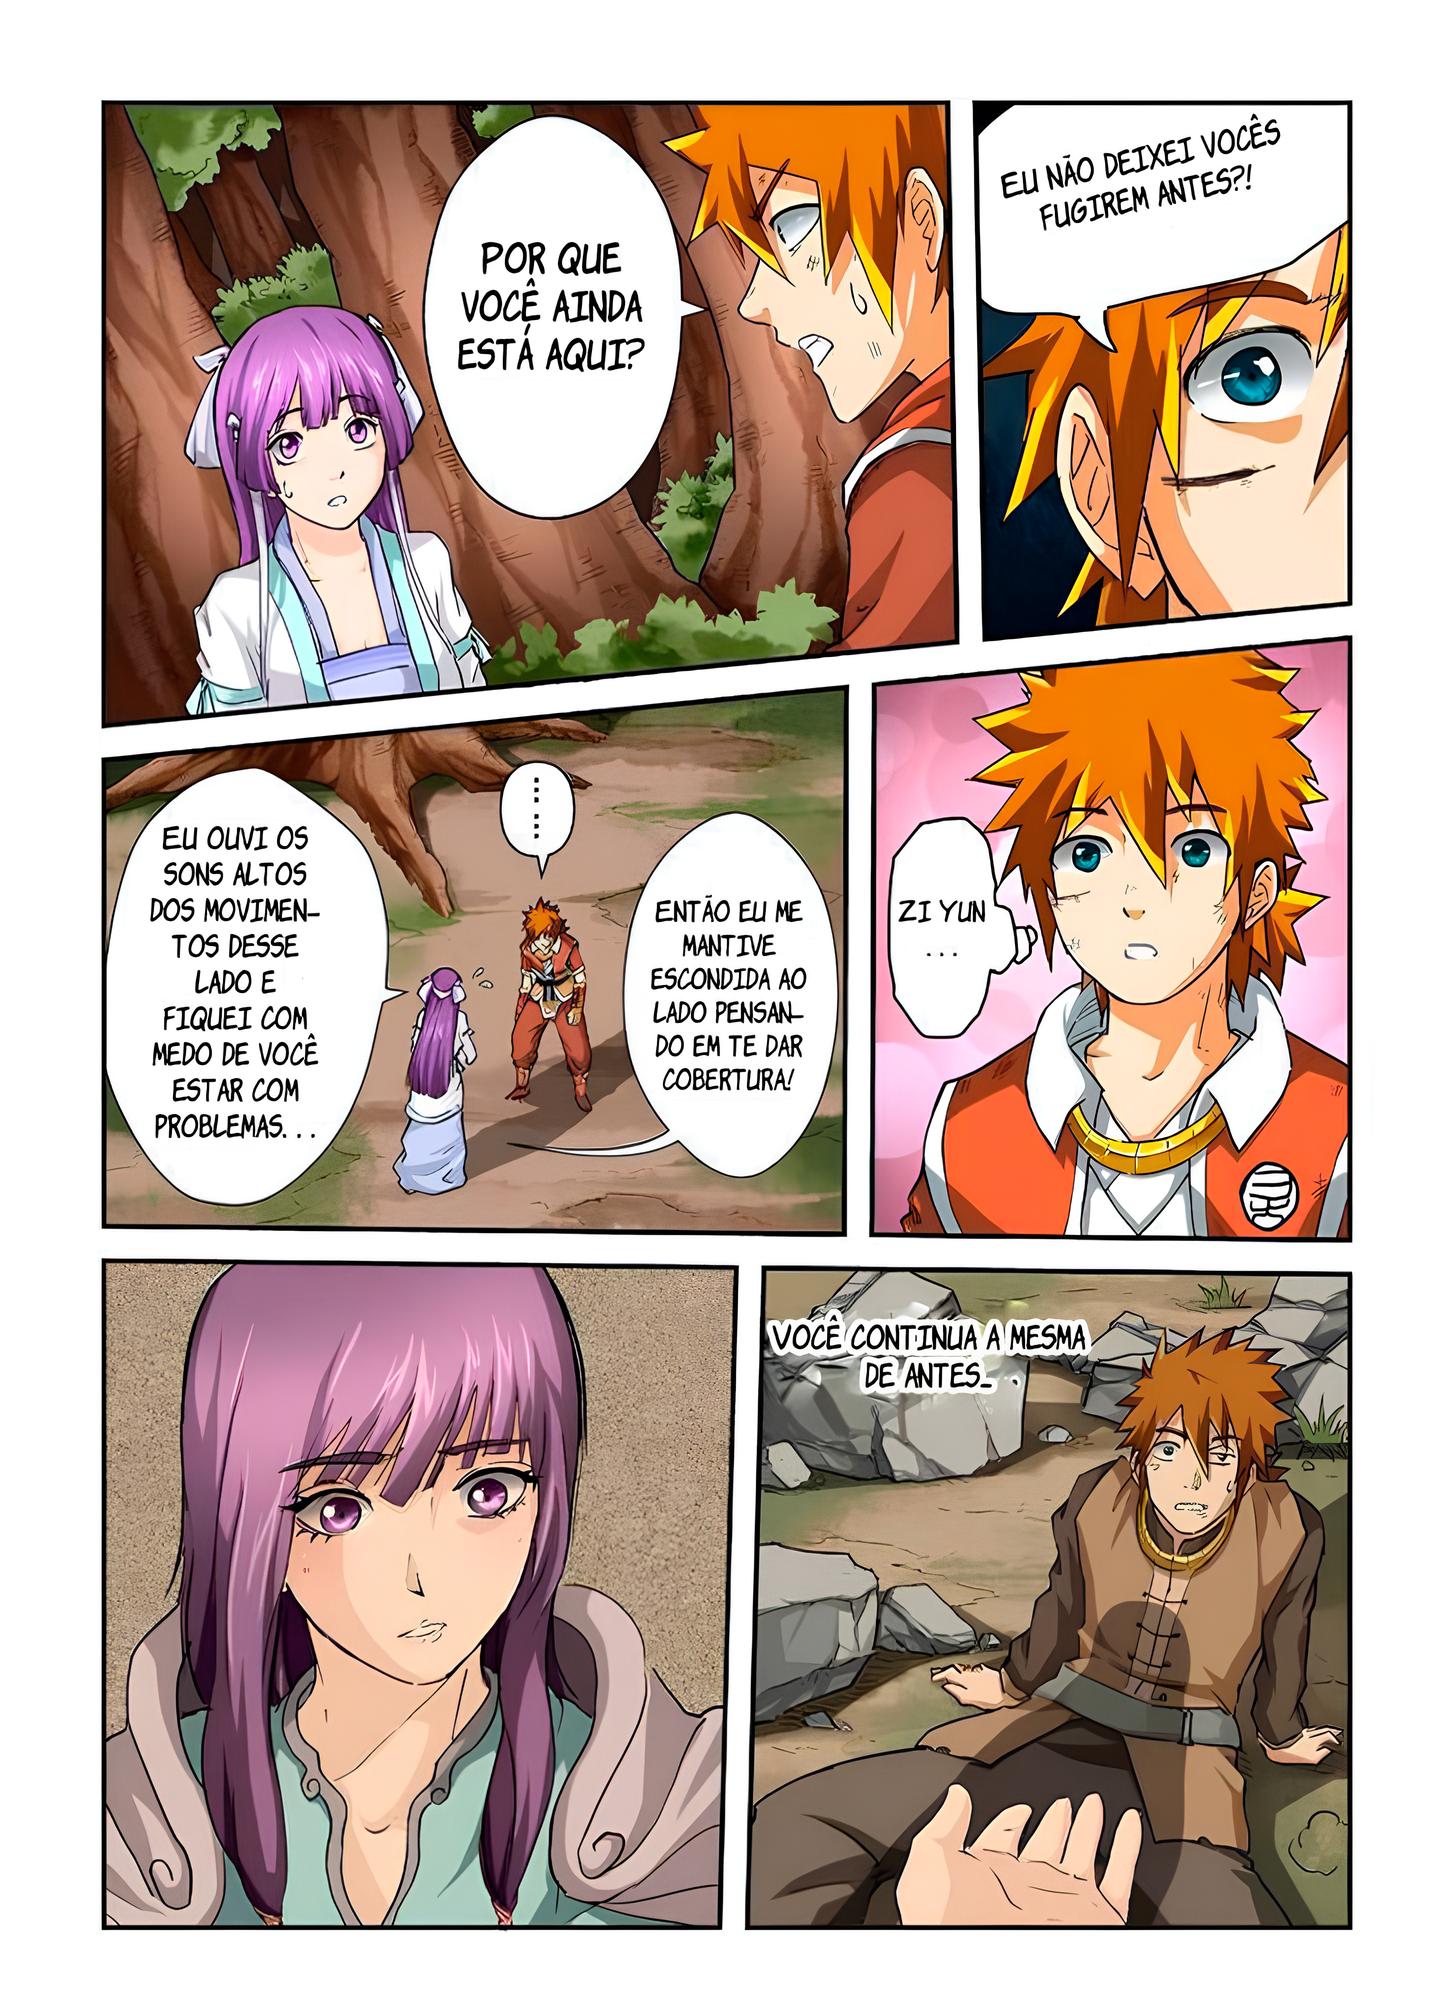 POR QUE
VOCÊ AINDA
ESTÁ AQUI?
EU NÃO DEIXEI VOCÊS
FUGIREM ANTES?!
EU OUVI OS
SONS ALTOS
DOS MOVIMEN-
TOS DESSE
LADO E
FIQUEI COM
MEDO DE VOCÊ
ESTAR COM
PROBLEMAS...
......
ENTÃO EU ME
MANTIVE
ESCONDIDA AO
LADO PENSAN-
DO EM TE DAR
COBERTURA!
ZI YUN
...
VOCÊ CONTINUA A MESMA
DE ANTES...